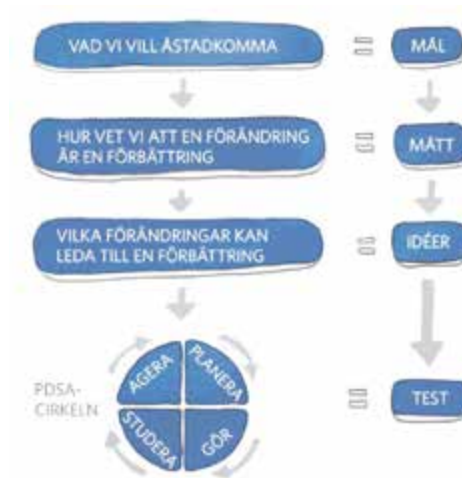 VAD VI VILL ÅSTADKOMMA
MÅL
HUR VET VI ATT EN FÖRÄNDRING
ÄR EN FÖRBÄTTRING
MÅTT
VILKA FÖRÄNDRINGAR KAN
LEDA TILL EN FÖRBÄTTRING
IDÉER
PDSA-
CIRKELN
AGERA
PLANERA
STUDERA
GÖR
TEST